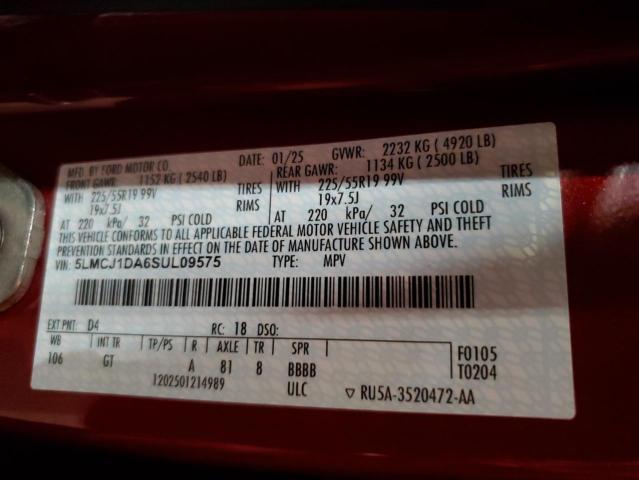 MFD. BY FORD MOTOR CO. DATE: 01/25 GVWR: 2232 KG ( 4920 LB)
FRONT GAWR: 1152 KG ( 2540 LB) REAR GAWR: 1134 KG ( 2500 LB)
WITH 225/55R19 99V TIRES WITH 225/55R19 99V TIRES
19x7.5J RIMS 19x7.5J RIMS
AT 220 kPa/ 32 PSI COLD AT 220 kPa/ 32 PSI COLD
THIS VEHICLE CONFORMS TO ALL APPLICABLE FEDERAL MOTOR VEHICLE SAFETY AND THEFT
PREVENTION STANDARDS IN EFFECT ON THE DATE OF MANUFACTURE SHOWN ABOVE.
VIN: 5LMCJ1DA6SUL09575 TYPE: MPV
EXT PNT: D4 RC: 18 DSO:
WB INT TR TP/PS R AXLE TR SPR F0105
106 GT A 81 8 BBBB T0204
1202501214989 ULC ▽ RU5A-3520472-AA